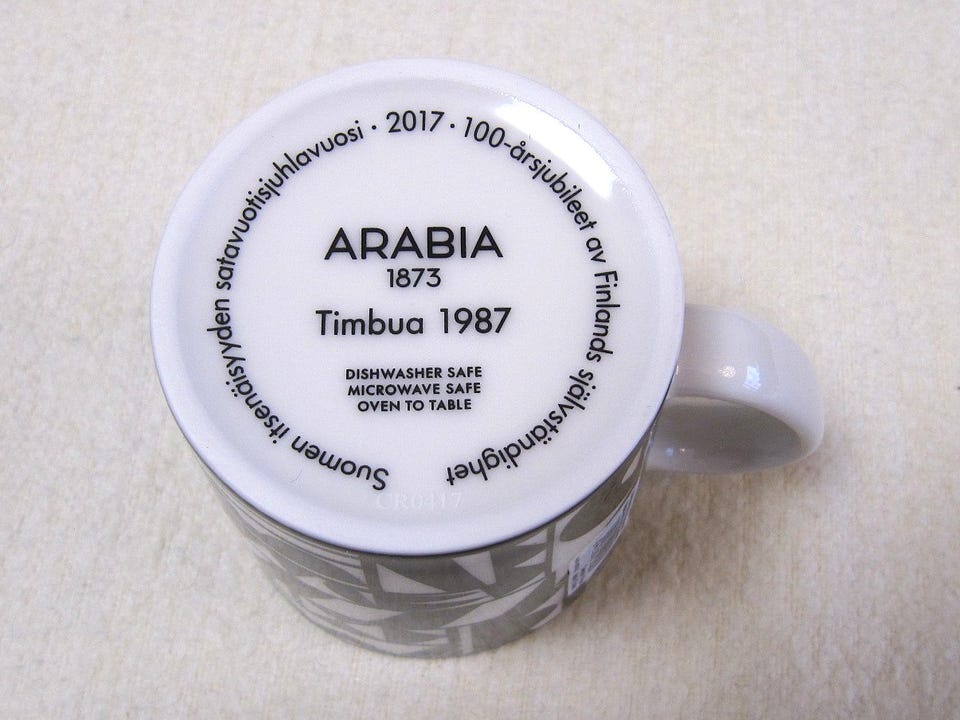 Suomen itsenäisyyden satavuotisjuhlavuosi · 2017 · 100-årsjubileet av Finlands självständighet
ARABIA
1873
Timbua 1987
DISHWASHER SAFE
MICROWAVE SAFE
OVEN TO TABLE
CR0417